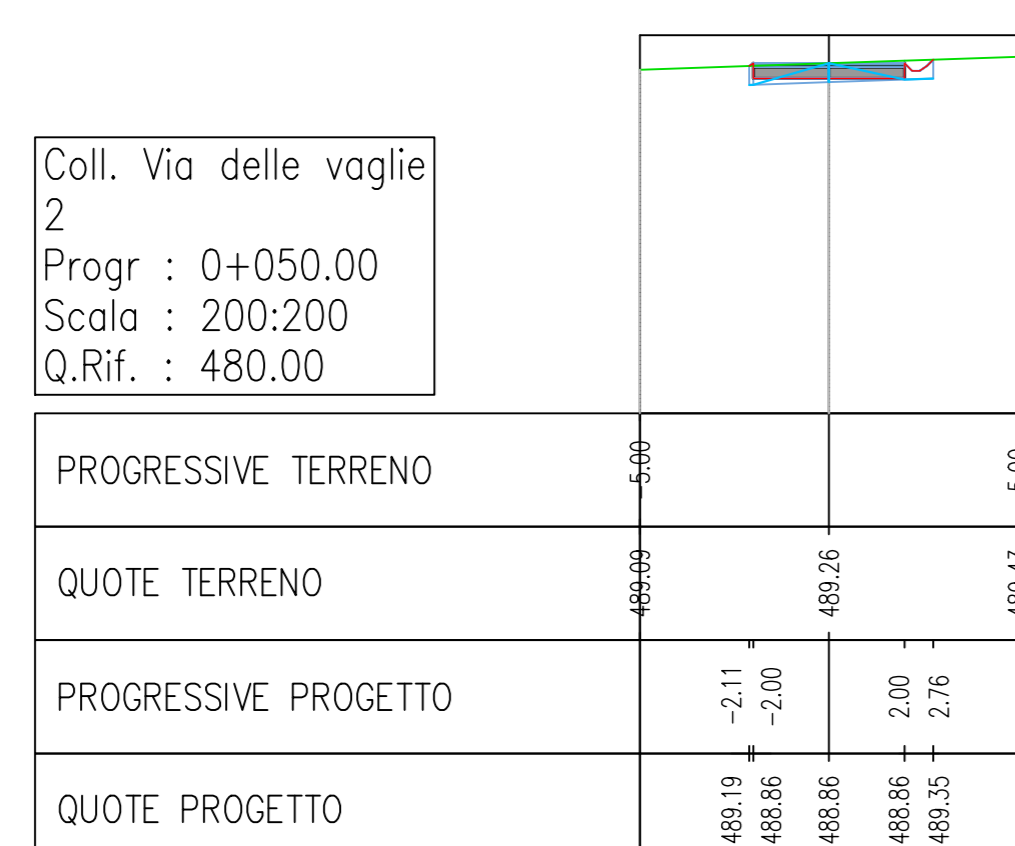 Coll. Via delle vaglie
2
Progr : 0+050.00
Scala : 200:200
Q.Rif. : 480.00
PROGRESSIVE TERRENO
-5.00
QUOTE TERRENO
489.09
489.26
PROGRESSIVE PROGETTO
-2.11
-2.00
2.00
2.76
QUOTE PROGETTO
489.19
488.86
488.86
488.86
489.35